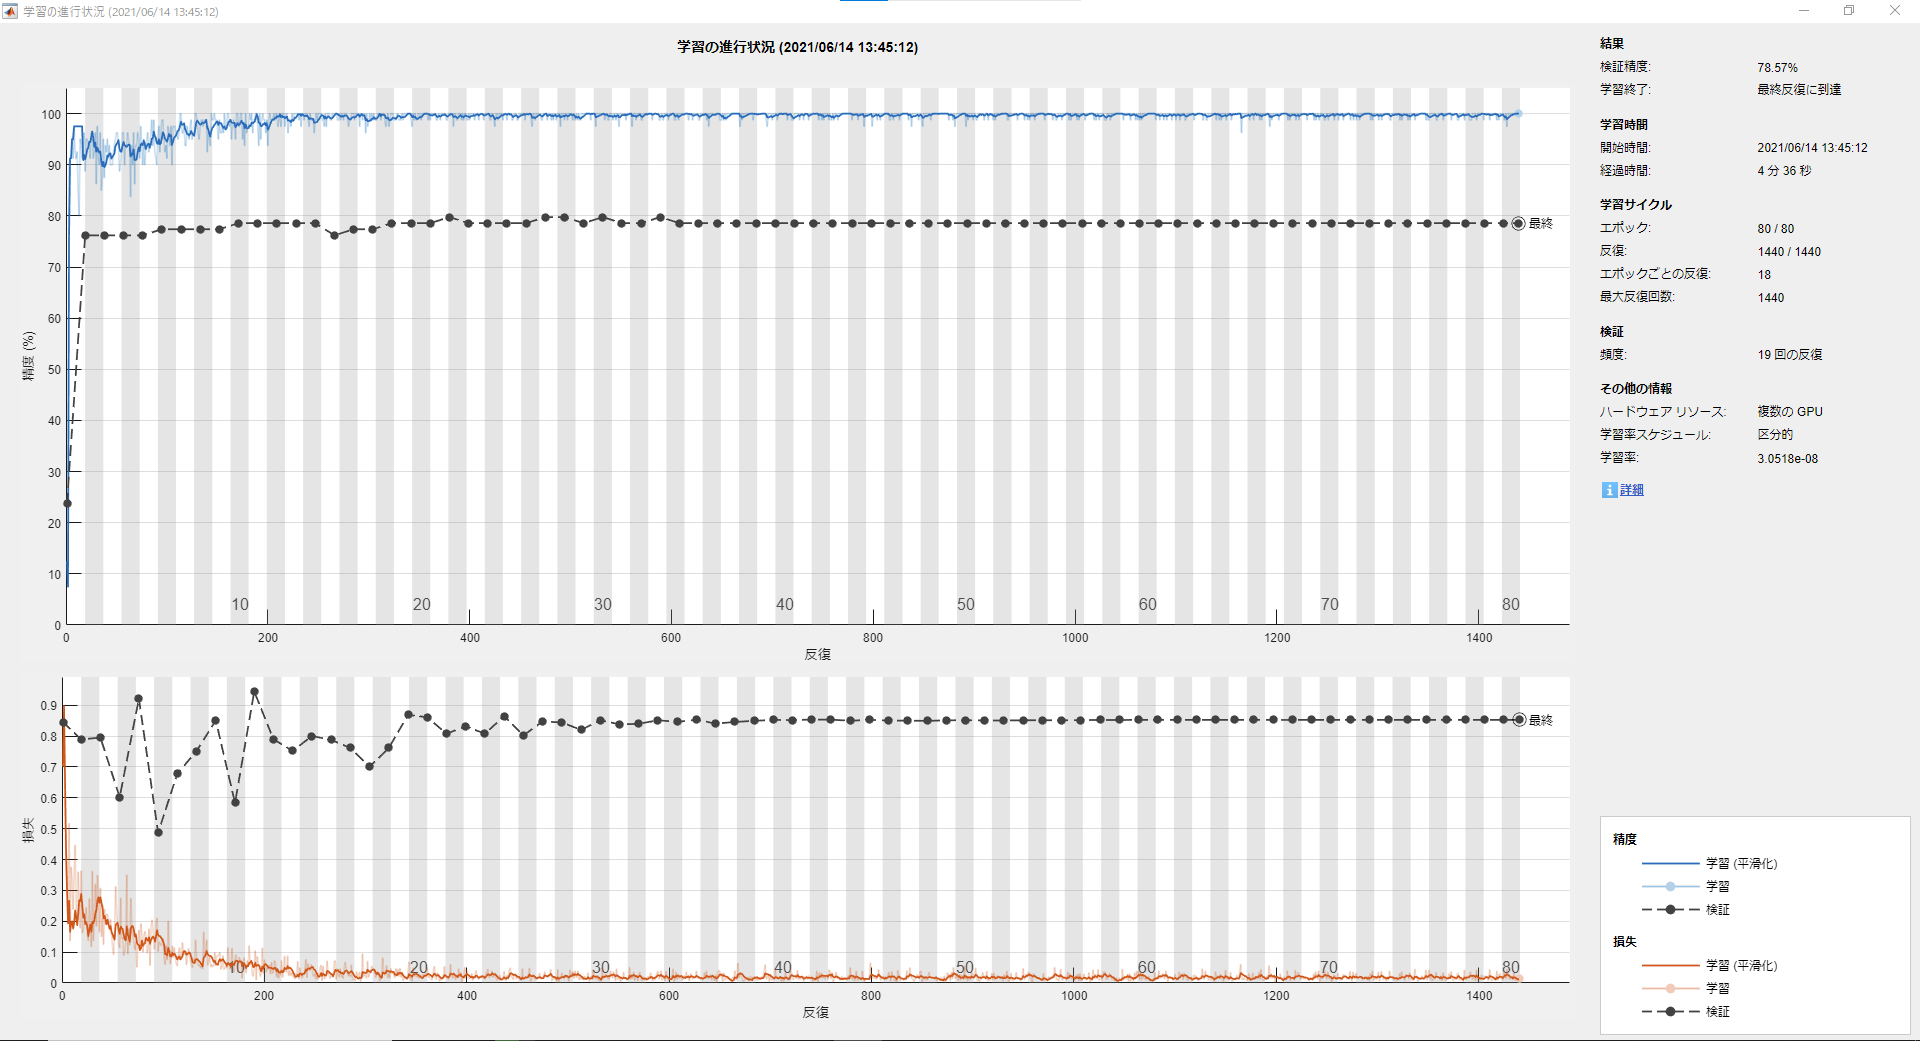 学習の進行状況 (2021/06/14 13:45:12)
学習の進行状況 (2021/06/14 13:45:12)
精度 (%)
100
90
80
70
60
50
40
30
20
10
0
最終
10 20 30 40 50 60 70 80
0 200 400 600 800 1000 1200 1400
反復
損失
0.9
0.8
0.7
0.6
0.5
0.4
0.3
0.2
0.1
0
最終
10 20 30 40 50 60 70 80
0 200 400 600 800 1000 1200 1400
反復
結果
検証精度: 78.57%
学習終了: 最終反復に到達
学習時間
開始時間: 2021/06/14 13:45:12
経過時間: 4 分 36 秒
学習サイクル
エポック: 80 / 80
反復: 1440 / 1440
エポックごとの反復: 18
最大反復回数: 1440
検証
頻度: 19 回の反復
その他の情報
ハードウェア リソース: 複数の GPU
学習率スケジュール: 区分的
学習率: 3.0518e-08
i 詳細
精度
学習 (平滑化)
学習
検証
損失
学習 (平滑化)
学習
検証